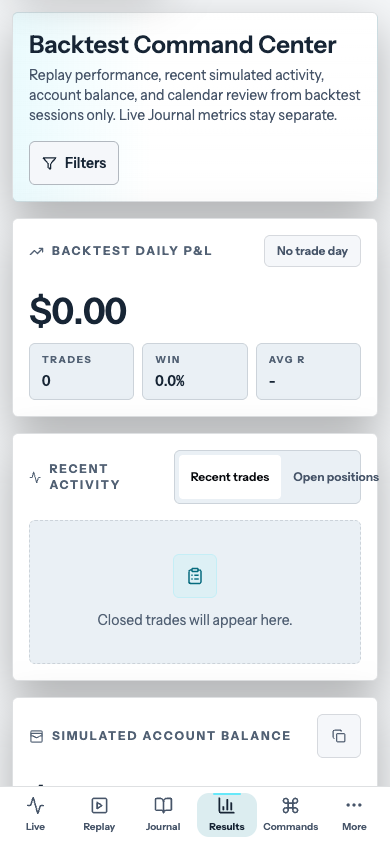 Backtest Command Center
Replay performance, recent simulated activity,
account balance, and calendar review from backtest
sessions only. Live Journal metrics stay separate.
Filters
BACKTEST DAILY P&L
No trade day
$0.00
TRADES
0
WIN
0.0%
AVG R
-
RECENT
ACTIVITY
Recent trades
Open positions
Closed trades will appear here.
SIMULATED ACCOUNT BALANCE
Live
Replay
Journal
Results
Commands
More